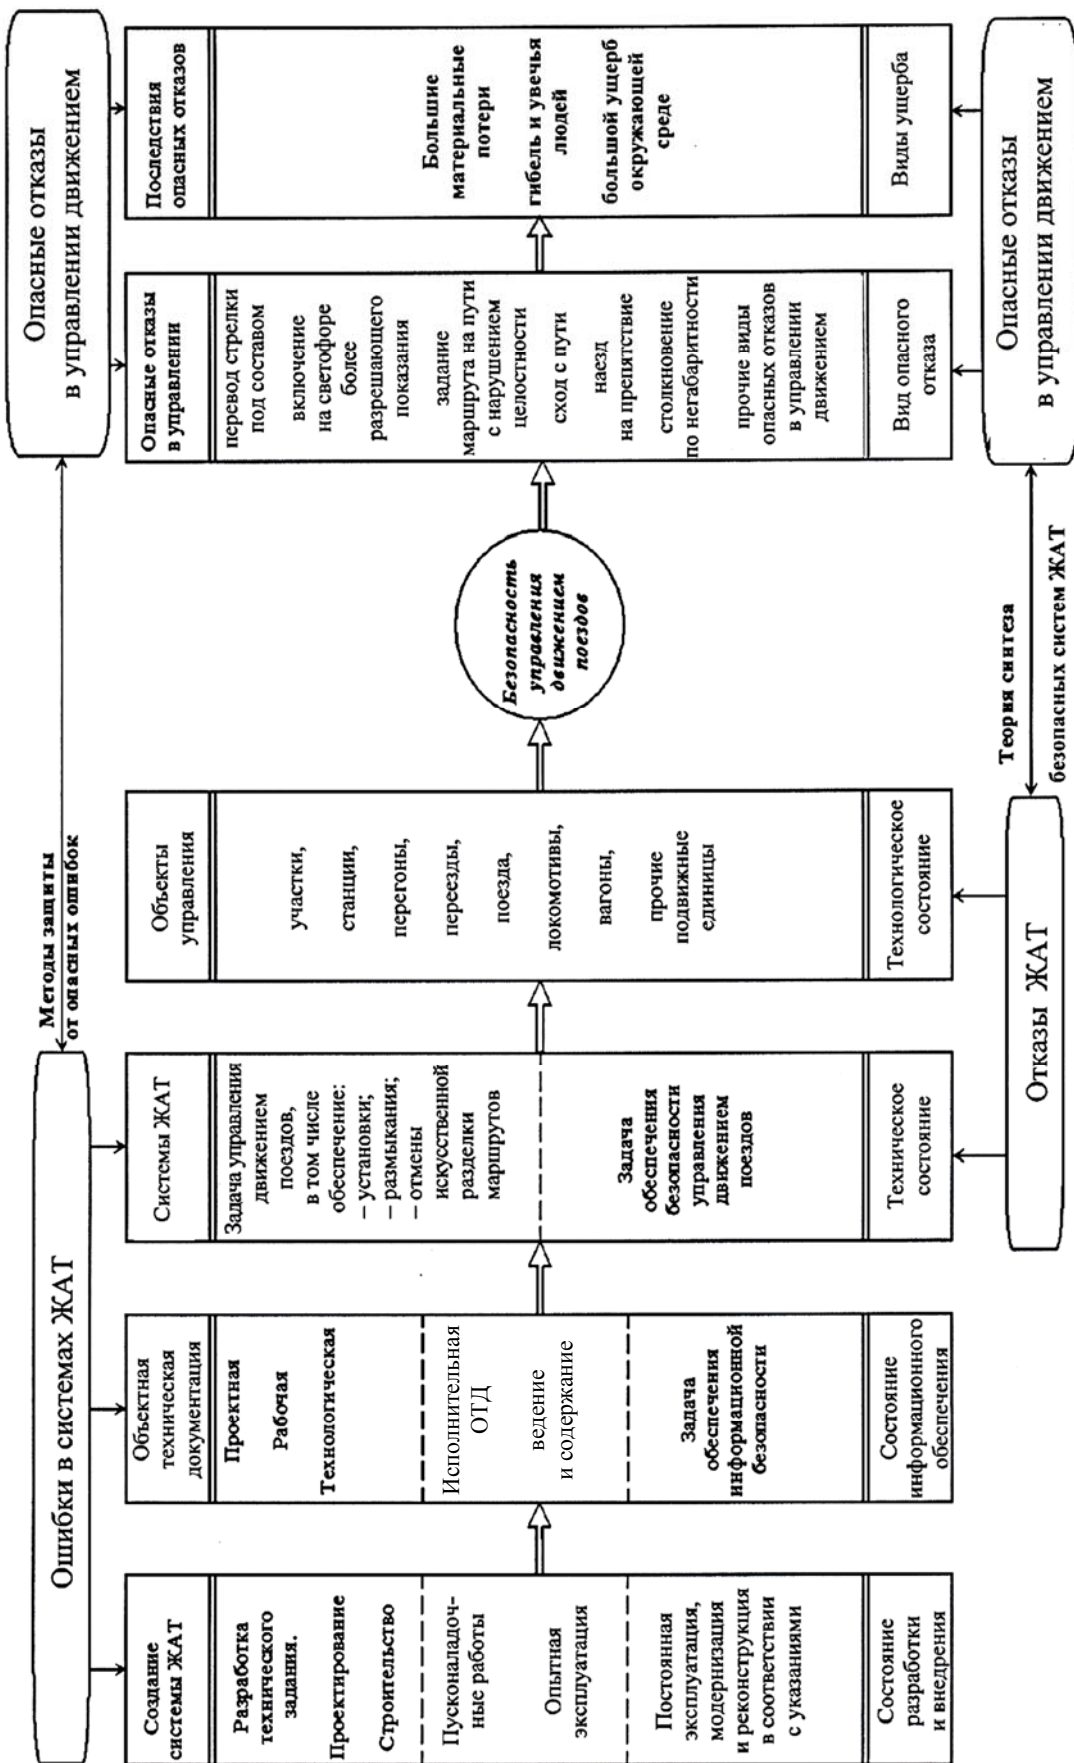 Ошибки в системах ЖАТ
Методы защиты
от опасных ошибок
Опасные отказы
в управлении движением
Создание
системы ЖАТ
Разработка
технического
задания.
Проектирование
Строительство
Пусконаладоч-
ные работы
Опытная
эксплуатация
Постоянная
эксплуатация,
модернизация
и реконструкция
в соответствии
с указаниями
Состояние
разработки
и внедрения
Объектная
техническая
документация
Проектная
Рабочая
Технологическая
Исполнительная
ОТД
ведение
и содержание
Задача
обеспечения
информационной
безопасности
Состояние
информационного
обеспечения
Системы ЖАТ
Задача управления
движением
поездов,
в том числе
обеспечение:
– установки;
– размыкания;
– отмены
искусственной
разделки
маршрутов
Задача
обеспечения
безопасности
управления
движением
поездов
Техническое
состояние
Объекты
управления
участки,
станции,
перегоны,
переезды,
поезда,
локомотивы,
вагоны,
прочие
подвижные
единицы
Технологическое
состояние
Безопасность
управления
движением
поездов
Опасные отказы
в управлении
перевод стрелки
под составом
включение
на светофоре
более
разрешающего
показания
задание
маршрута на пути
с нарушением
целостности
сход с пути
наезд
на препятствие
столкновение
по негабаритности
прочие виды
опасных отказов
в управлении
движением
Вид опасного
отказа
Последствия
опасных отказов
Большие
материальные
потери
гибель и увечья
людей
большой ущерб
окружающей
среде
Виды ущерба
Отказы ЖАТ
Теория синтеза
безопасных систем ЖАТ
Опасные отказы
в управлении движением